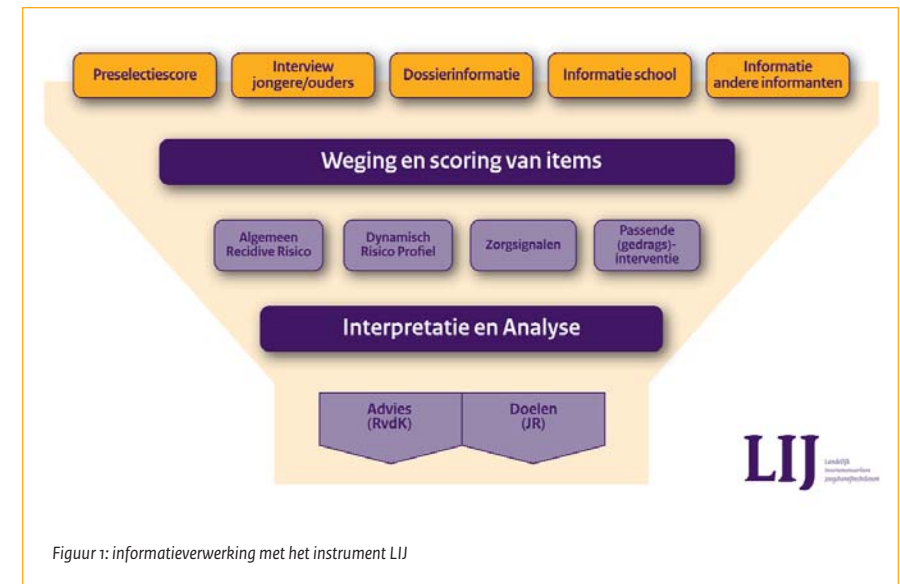 Preselectiescore
Interview
jongere/ouders
Dossierinformatie
Informatie school
Informatie
andere informanten
Weging en scoring van items
Algemeen
Recidive Risico
Dynamisch
Risico Profiel
Zorgsignalen
Passende
(gedrags)-
interventie
Interpretatie en Analyse
Advies
(RvdK)
Doelen
(JR)
LIJ
Landelijk
Figuur 1: informatieverwerking met het instrument LIJ